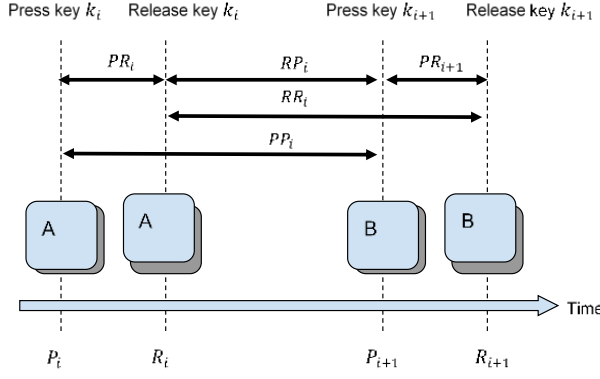 Press key k_i Release key k_i Press key k_{i+1} Release key k_{i+1}
PR_i RP_i PR_{i+1}
RR_i
PP_i
A A B B
Time
P_i R_i P_{i+1} R_{i+1}